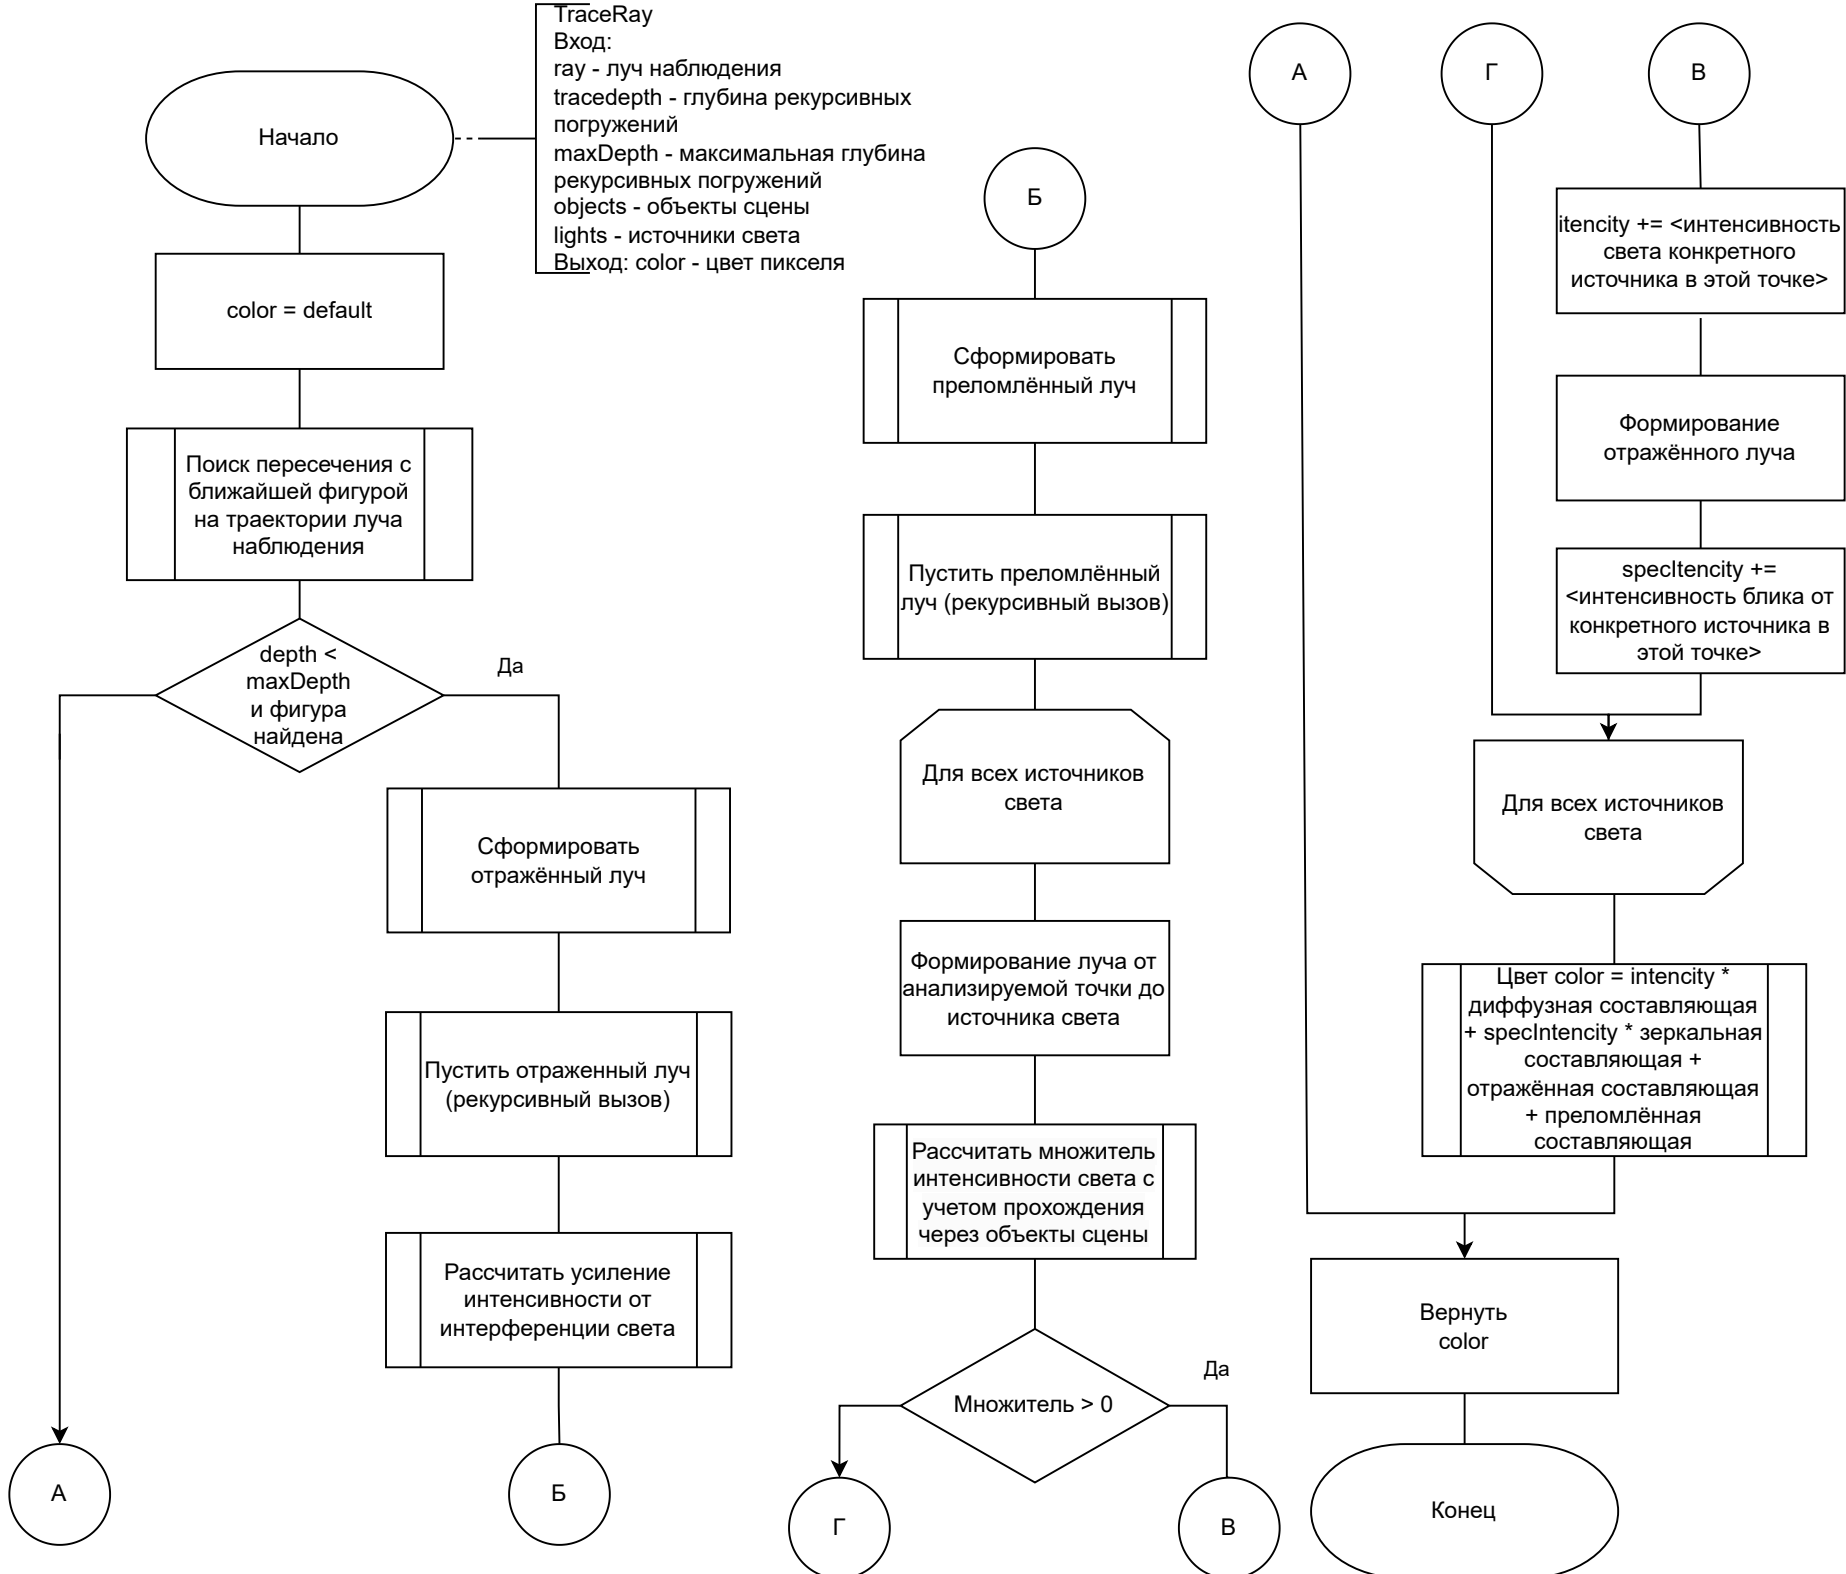 TraceRay
Вход:
ray - луч наблюдения
tracedepth - глубина рекурсивных
погружений
maxDepth - максимальная глубина
рекурсивных погружений
objects - объекты сцены
lights - источники света
Выход: color - цвет пикселя
Начало
color = default
Поиск пересечения с
ближайшей фигурой
на траектории луча
наблюдения
depth <
maxDepth
и фигура
найдена
Да
Сформировать
отражённый луч
Пустить отраженный луч
(рекурсивный вызов)
Рассчитать усиление
интенсивности от
интерференции света
А
Б
Б
Сформировать
преломлённый луч
Пустить преломлённый
луч (рекурсивный вызов)
Для всех источников
света
Формирование луча от
анализируемой точки до
источника света
Рассчитать множитель
интенсивности света с
учетом прохождения
через объекты сцены
Множитель > 0
Да
Г
В
А
Г
В
itencity += <интенсивность
света конкретного
источника в этой точке>
Формирование
отражённого луча
specItencity +=
<интенсивность блика от
конкретного источника в
этой точке>
Для всех источников
света
Цвет color = intencity *
диффузная составляющая
+ specIntencity * зеркальная
составляющая +
отражённая составляющая
+ преломлённая
составляющая
Вернуть
color
Конец